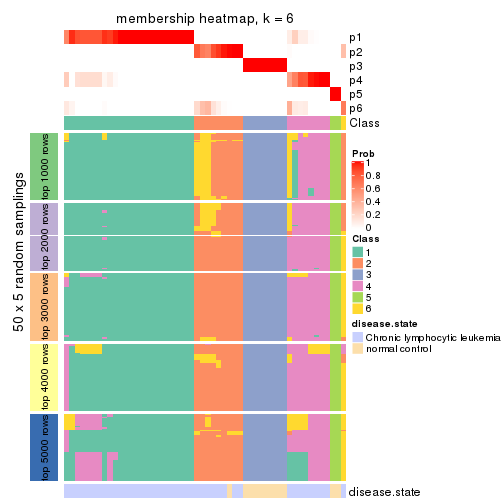 membership heatmap, k = 6
p1
p2
p3
p4
p5
p6
Class
50 x 5 random samplings
top 1000 rows
top 2000 rows
top 3000 rows
top 4000 rows
top 5000 rows
Prob
1
0.8
0.6
0.4
0.2
0
Class
1
2
3
4
5
6
disease.state
Chronic lymphocytic leukemia
normal control
disease.state